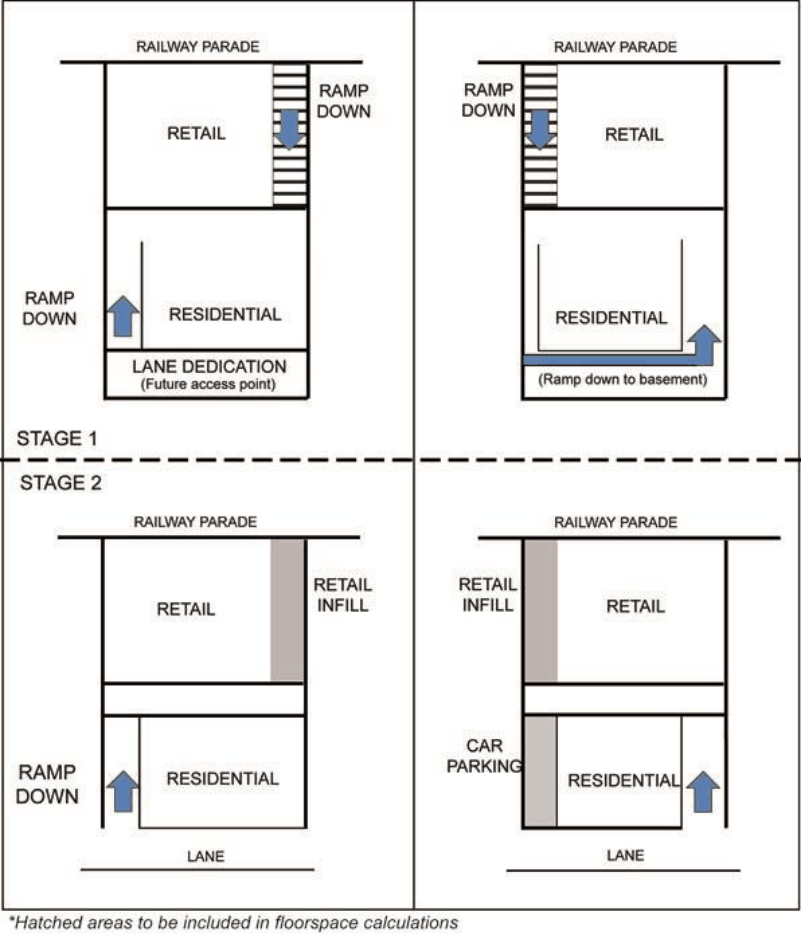 RAILWAY PARADE
RETAIL
RAMP
DOWN
RAMP
DOWN
RESIDENTIAL
LANE DEDICATION
(Future access point)
STAGE 1
RAILWAY PARADE
RAMP
DOWN
RETAIL
RESIDENTIAL
(Ramp down to basement)
STAGE 2
RAILWAY PARADE
RETAIL
RETAIL
INFILL
RAMP
DOWN
RESIDENTIAL
LANE
RAILWAY PARADE
RETAIL
INFILL
RETAIL
CAR
PARKING
RESIDENTIAL
LANE
*Hatched areas to be included in floorspace calculations